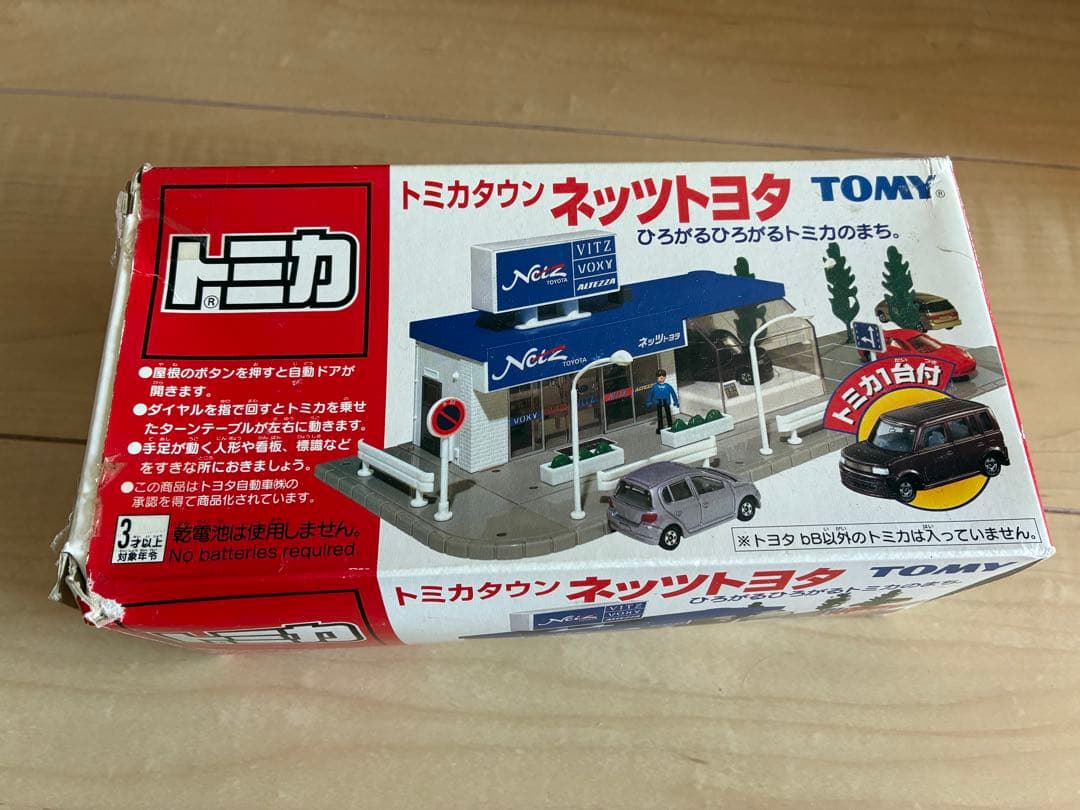 トミカ®
トミカタウン ネッツトヨタ TOMY®
ひろがるひろがるトミカのまち。
●屋根のボタンを押すと自動ドアが
開きます。
●ダイヤルを指で回すとトミカを乗せ
たターンテーブルが左右に動きます。
●手足が動く人形や看板、標識など
をすきな所におきましょう。
●この商品はトヨタ自動車㈱の
承認を得て商品化されています。
3才以上
対象年令
乾電池は使用しません。
No batteries required.
Netz
TOYOTA
VITZ
VOXY
ALTEZZA
Netz
TOYOTA
ネッツトヨタ
VOXY
トミカ1台付
※トヨタ bB以外のトミカは入っていません。
トミカタウン ネッツトヨタ TOMY
ひろがるひろがるトミカのまち。
トミカ